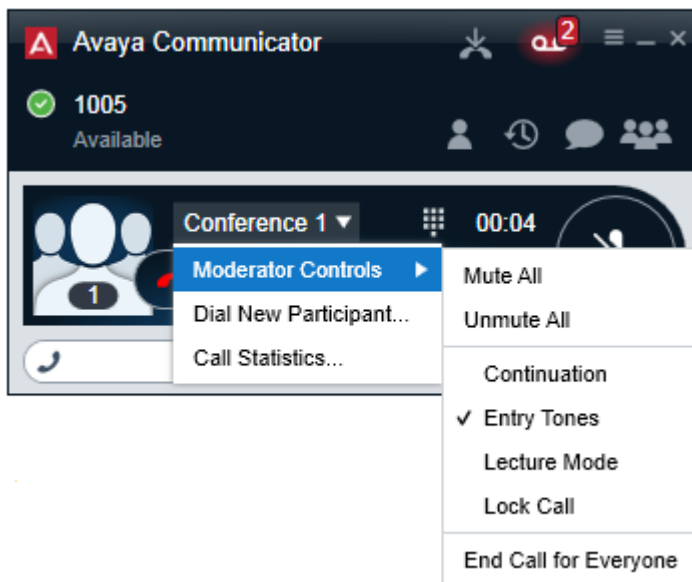 Avaya Communicator
2
1005
Available
Conference 1
00:04
1
Moderator Controls
Dial New Participant...
Call Statistics...
Mute All
Unmute All
Continuation
Entry Tones
Lecture Mode
Lock Call
End Call for Everyone